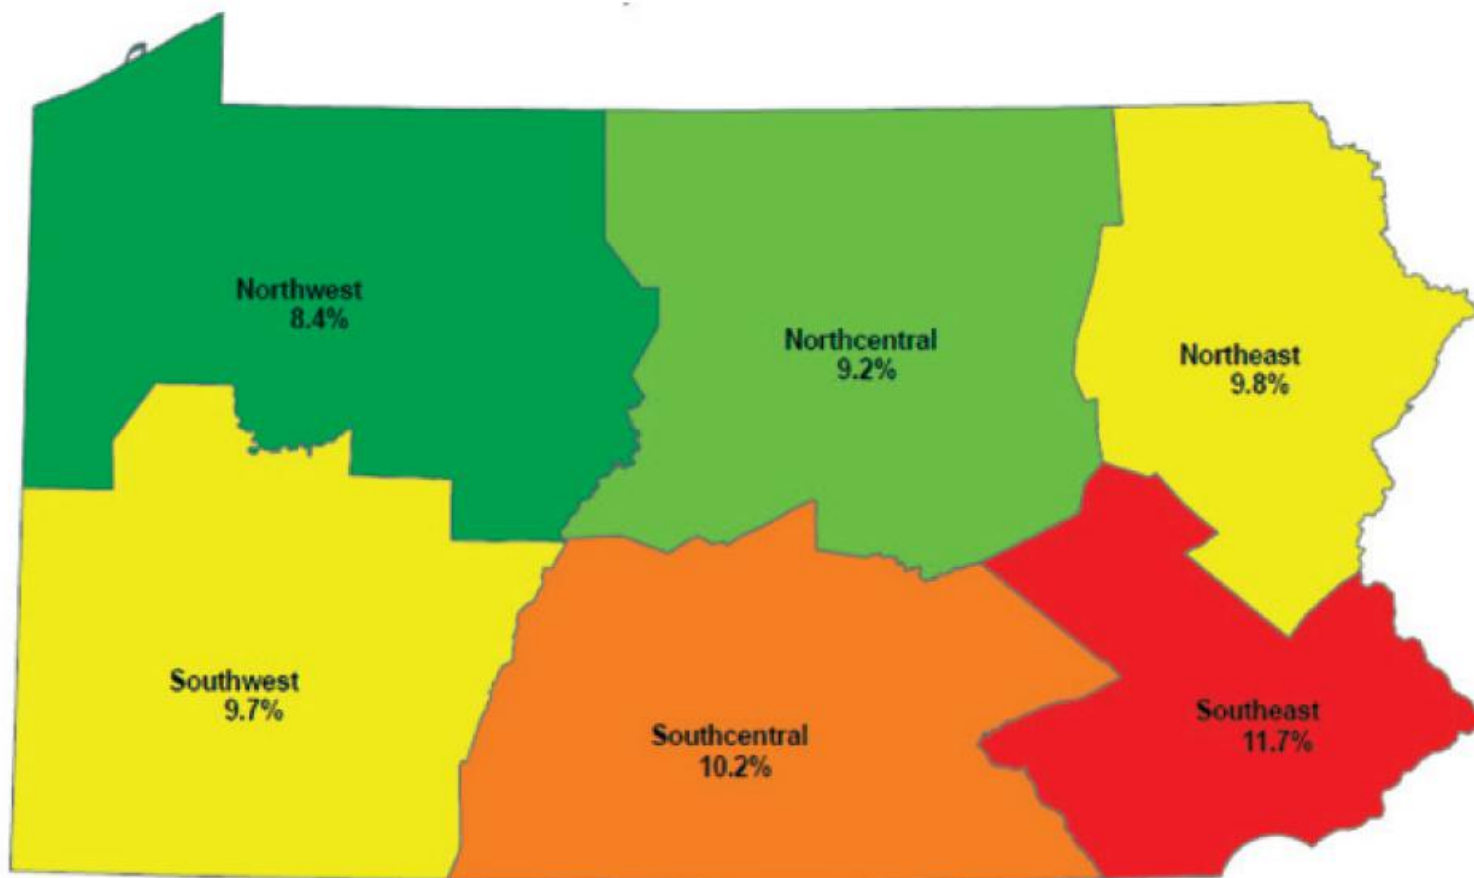 Northwest
8.4%
Northcentral
9.2%
Northeast
9.8%
Southwest
9.7%
Southcentral
10.2%
Southeast
11.7%